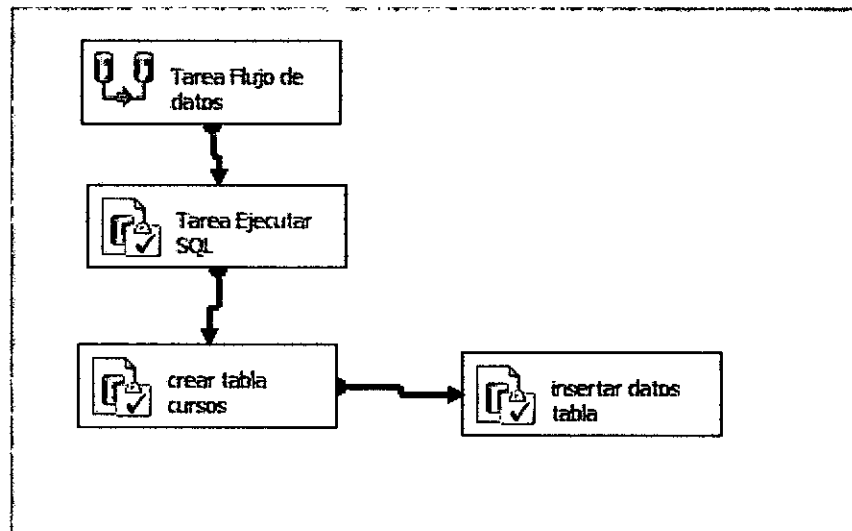 Tarea Flujo de
datos
Tarea Ejecutar
SQL
crear tabla
cursos
insertar datos
tabla